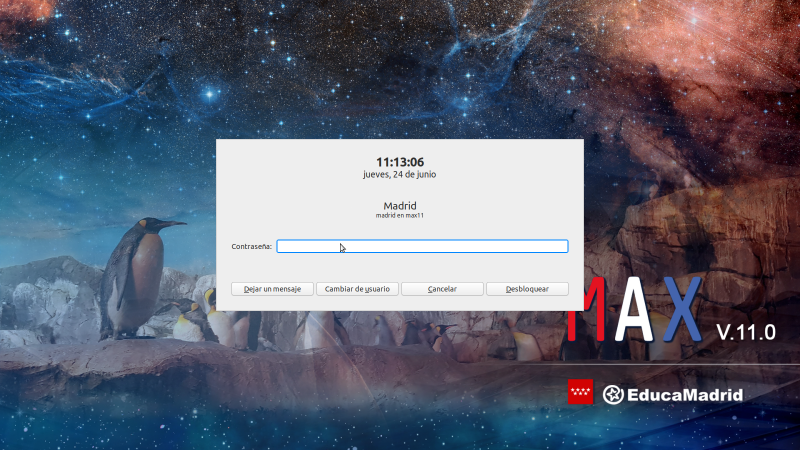 11:13:06
jueves, 24 de junio
Madrid
madrid en max11
Contraseña:
Dejar un mensaje
Cambiar de usuario
Cancelar
Desbloquear
MAX V.11.0
EducaMadrid